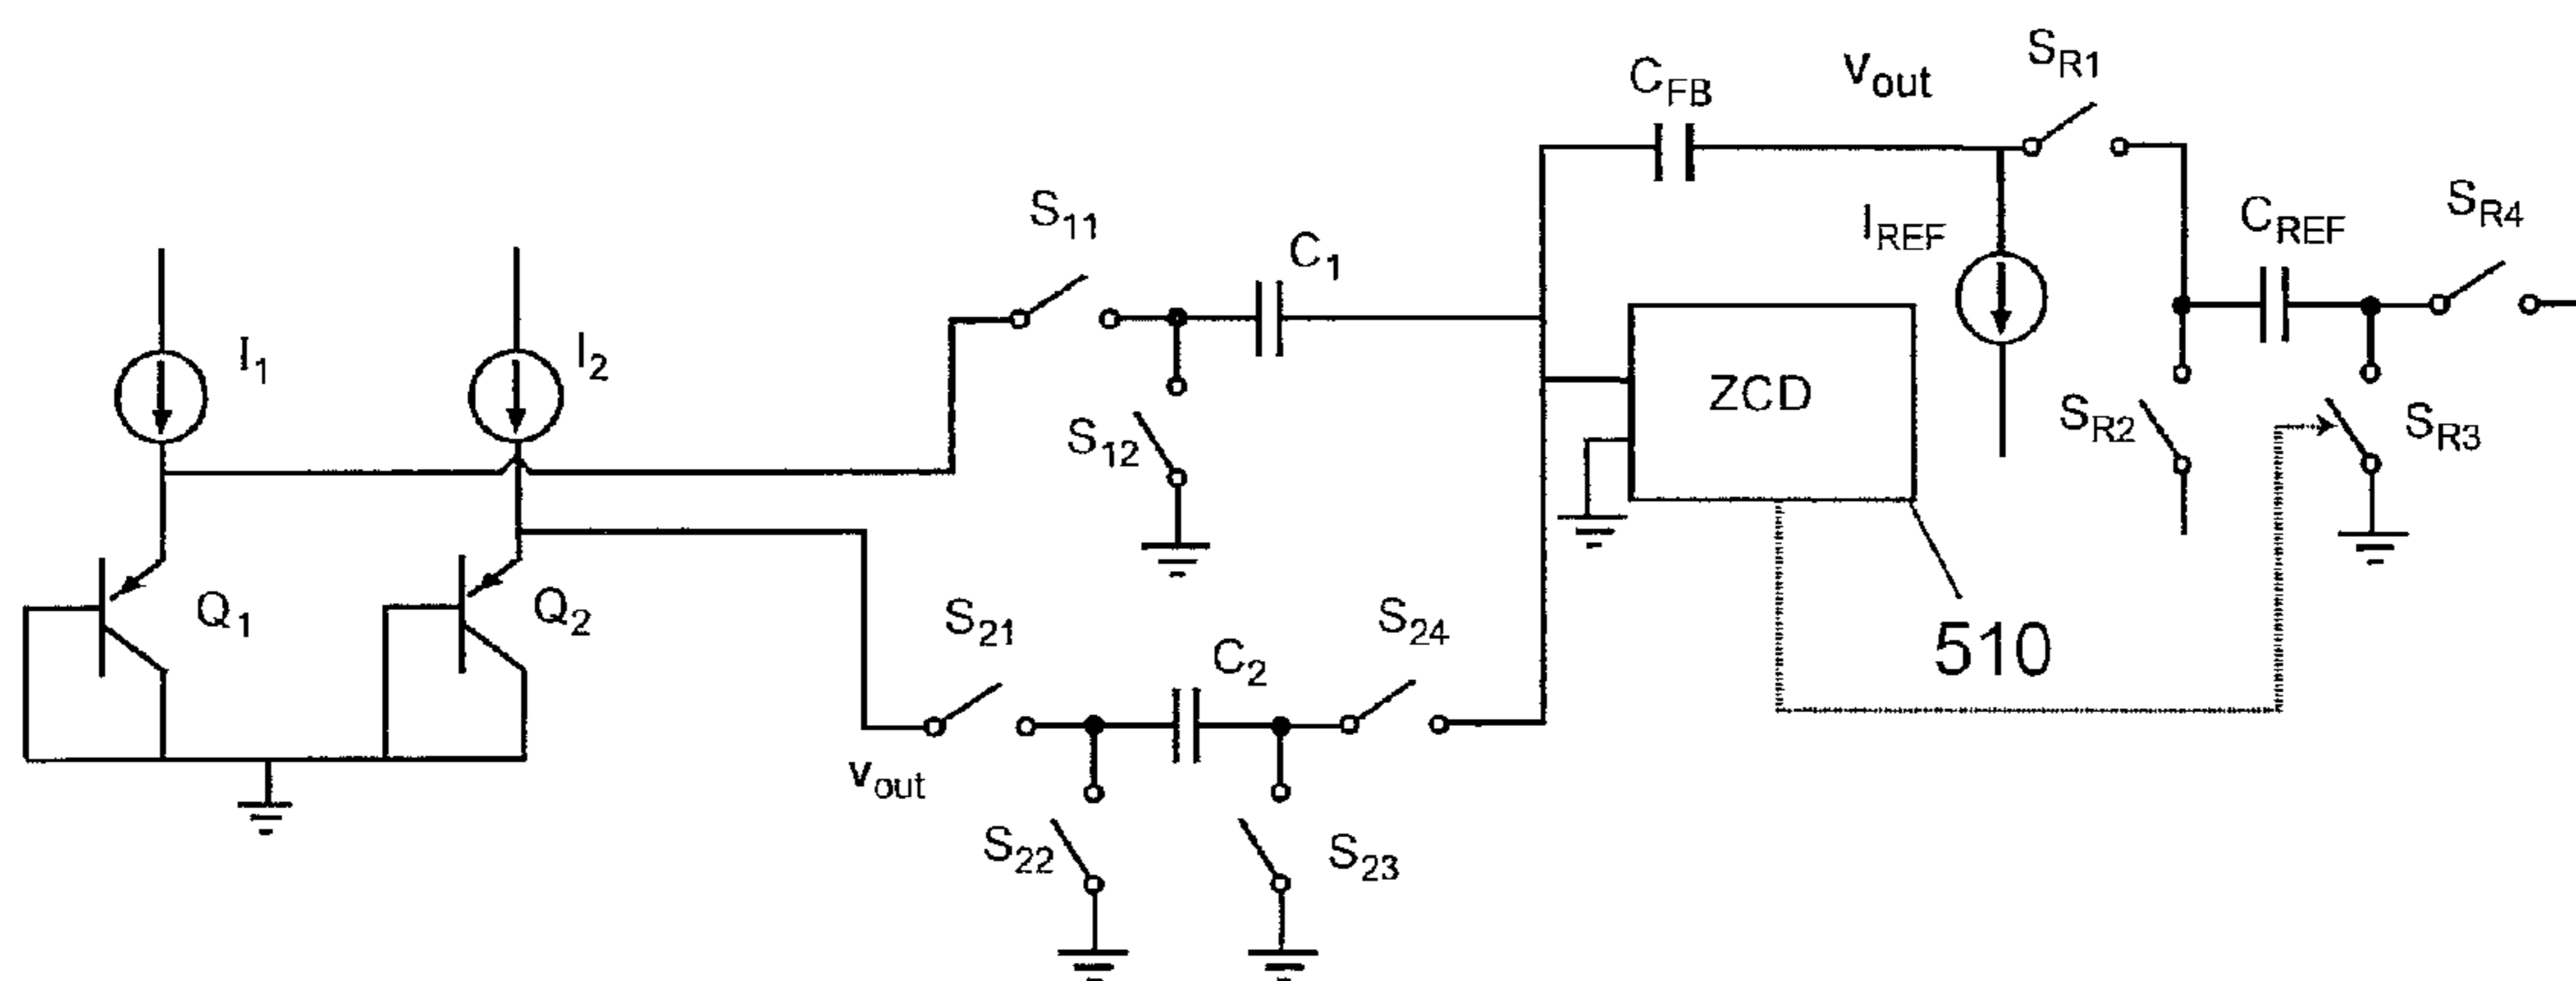 S_R1
v_out
C_FB
S_R4
S_11
I_REF
C_REF
C_1
I_1
I_2
ZCD
S_12
S_R2
S_R3
Q_1
Q_2
S_21
S_24
C_2
510
v_out
S_22
S_23